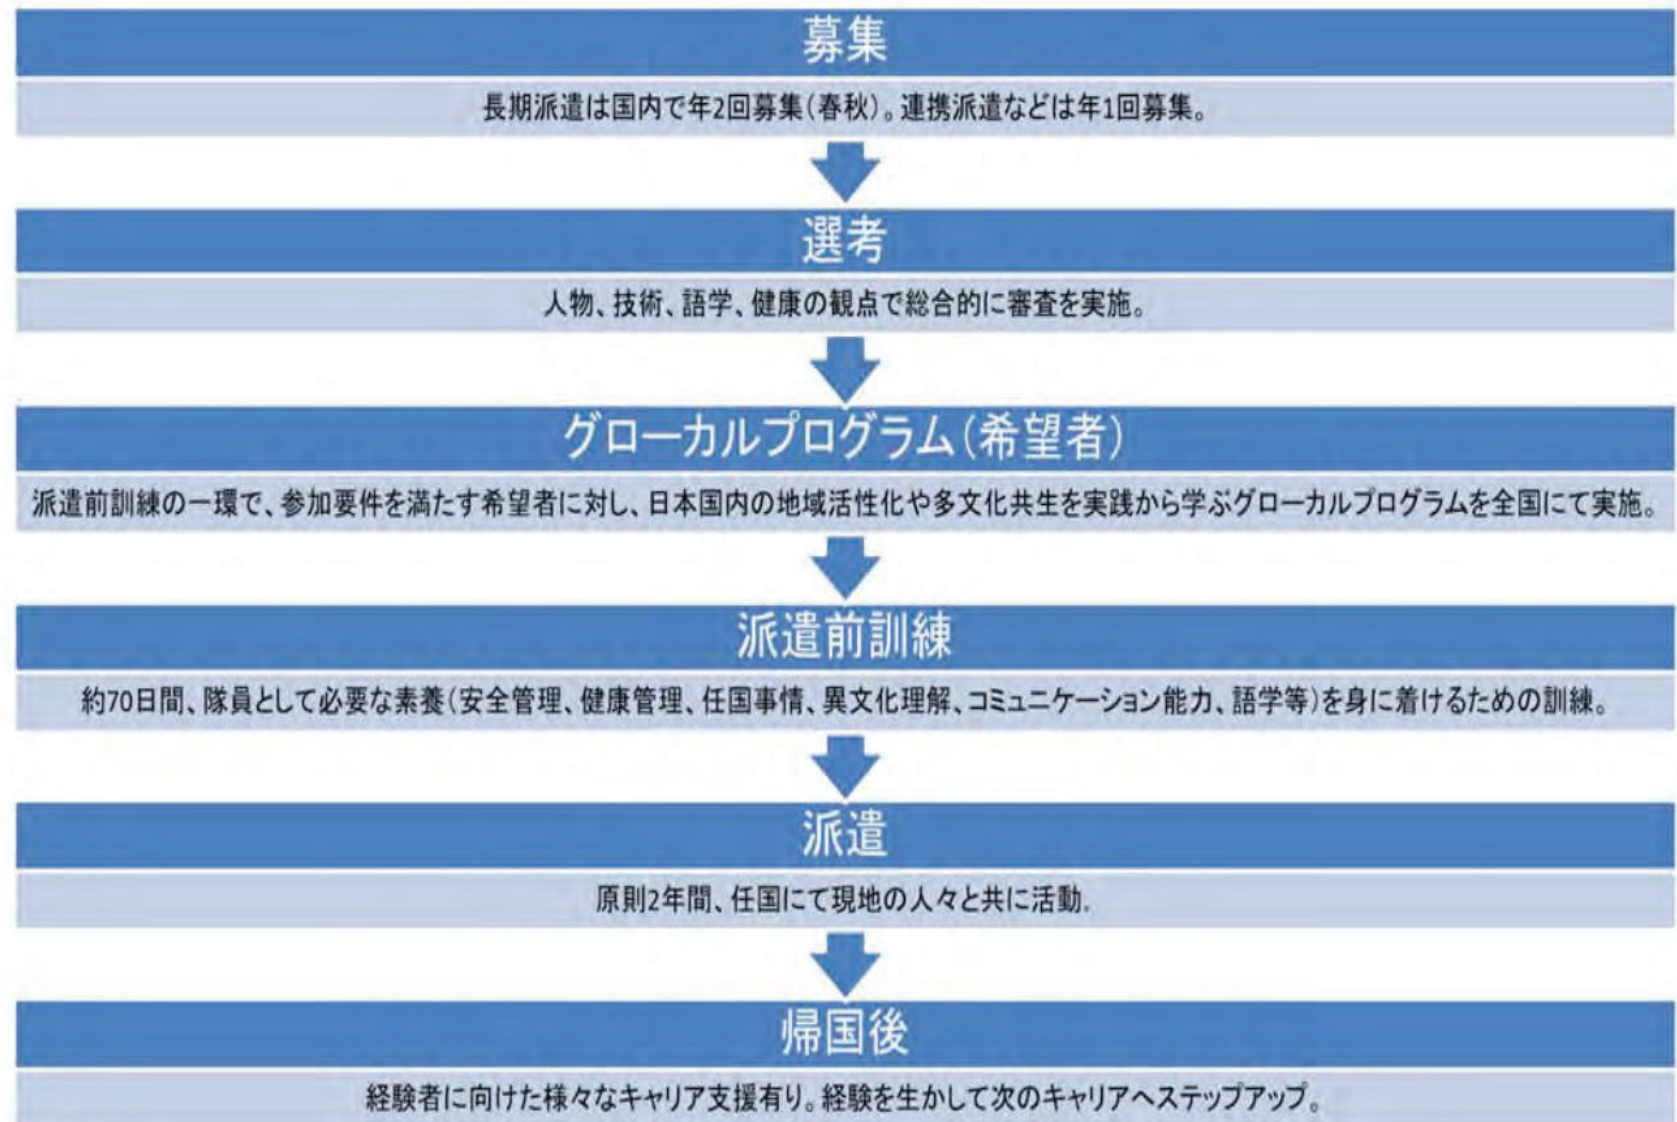 募集
長期派遣は国内で年2回募集(春秋)。連携派遣などは年1回募集。
選考
人物、技術、語学、健康の観点で総合的に審査を実施。
グローカルプログラム(希望者)
派遣前訓練の一環で、参加要件を満たす希望者に対し、日本国内の地域活性化や多文化共生を実践から学ぶグローカルプログラムを全国にて実施。
派遣前訓練
約70日間、隊員として必要な素養(安全管理、健康管理、任国事情、異文化理解、コミュニケーション能力、語学等)を身に着けるための訓練。
派遣
原則2年間、任国にて現地の人々と共に活動.
帰国後
経験者に向けた様々なキャリア支援有り。経験を生かして次のキャリアへステップアップ。